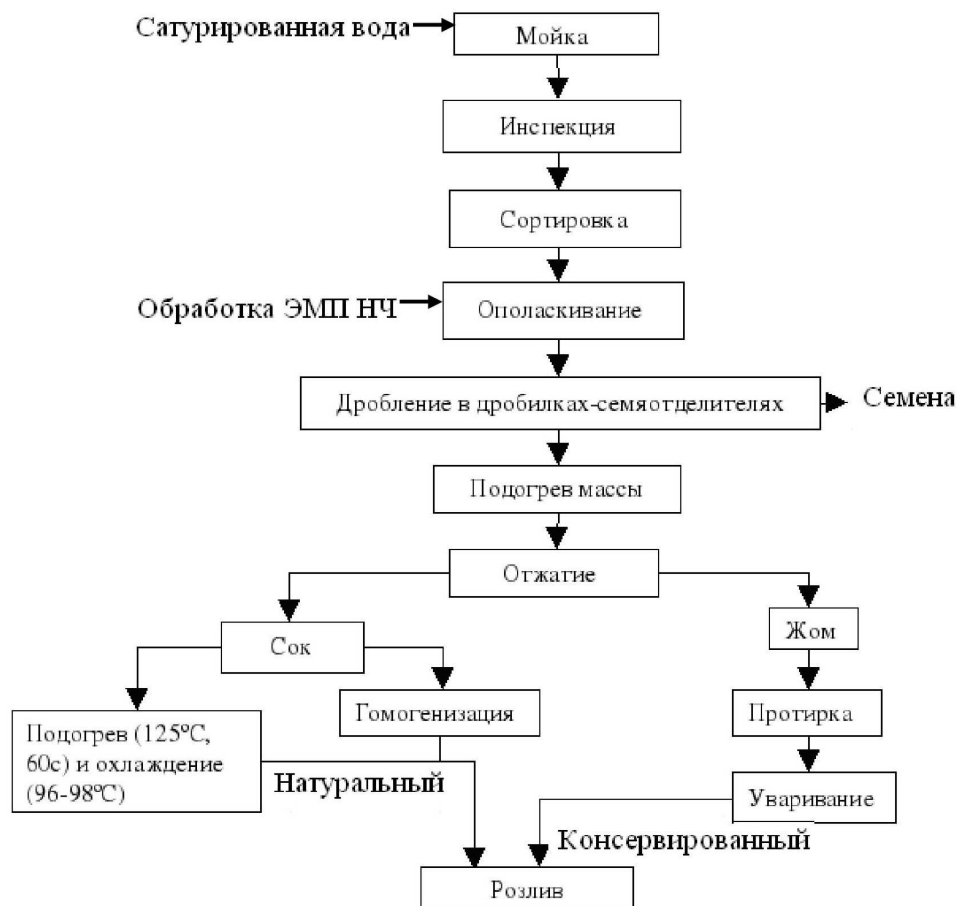 Сатурированная вода
Мойка
Инспекция
Сортировка
Обработка ЭМП НЧ
Ополаскивание
Дробление в дробилках-семяотделителях
Семена
Подогрев массы
Отжатие
Сок
Жом
Гомогенизация
Протирка
Подогрев (125ºС,
60с) и охлаждение
(96-98ºС)
Натуральный
Уваривание
Консервированный
Розлив